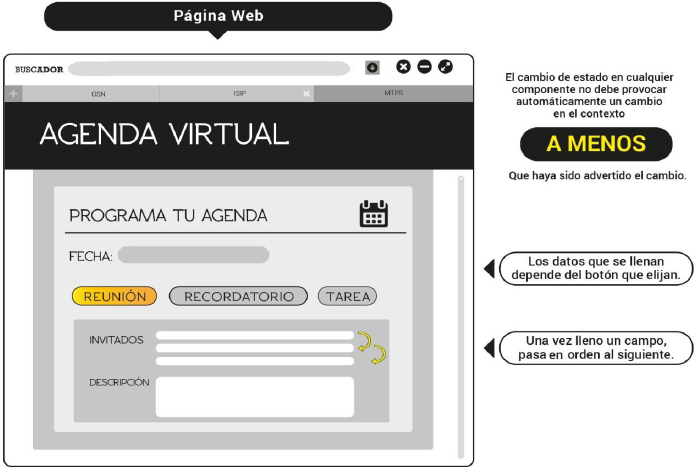 Página Web
BUSCADOR
OSN
ISIP
MTPS
AGENDA VIRTUAL
PROGRAMA TU AGENDA
FECHA:
REUNIÓN
RECORDATORIO
TAREA
INVITADOS
DESCRIPCIÓN
El cambio de estado en cualquier
componente no debe provocar
automáticamente un cambio
en el contexto
A MENOS
Que haya sido advertido el cambio.
Los datos que se llenan
depende del botón que elijan.
Una vez lleno un campo,
pasa en orden al siguiente.